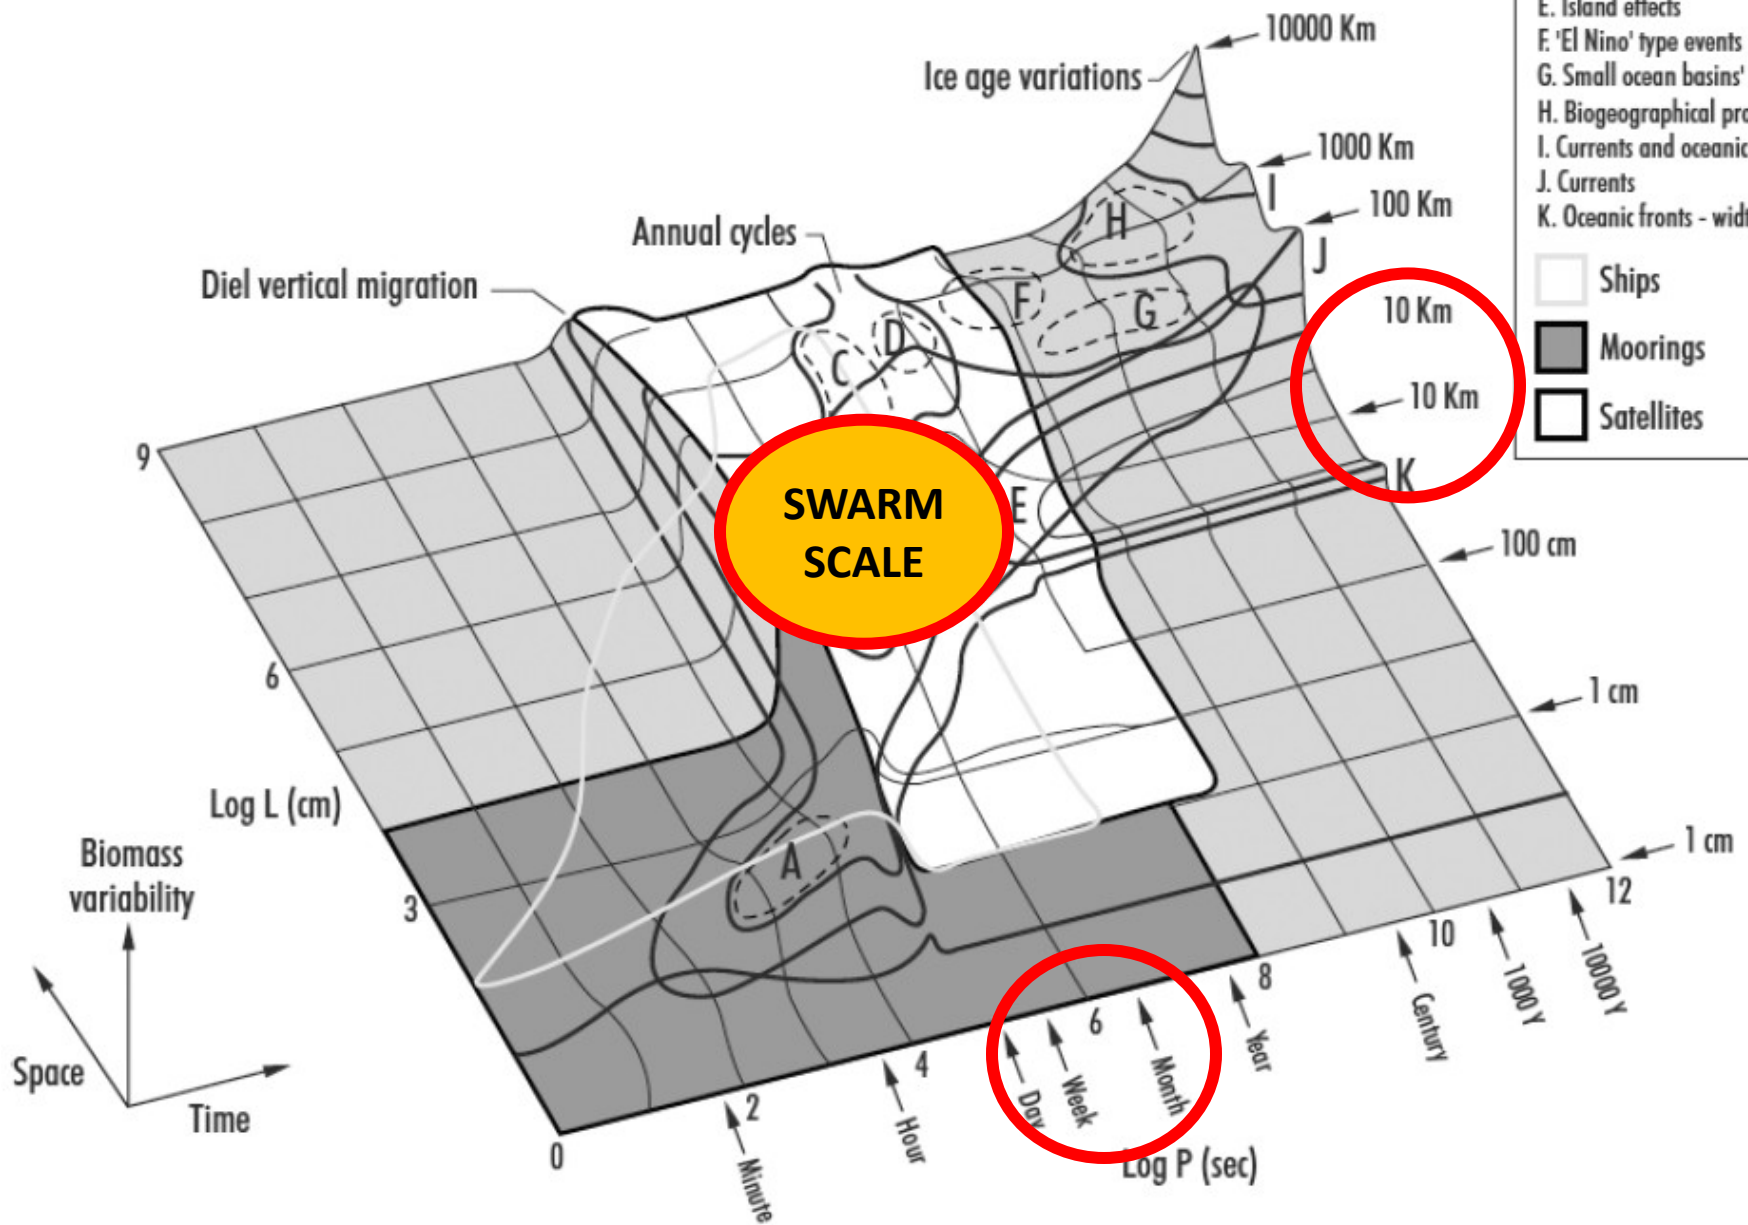 E. Island effects
F. 'El Nino' type events
G. Small ocean basins'
H. Biogeographical
I. Currents and oceanic
J. Currents
K. Oceanic fronts -
Ships
Moorings
Satellites
10000 Km
Ice age variations
1000 Km
I
100 Km
J
H
Annual cycles
Diel vertical migration
F
G
10 Km
D
C
10 Km
9
K
SWARM
SCALE
E
100 cm
6
1 cm
Log L (cm)
1 cm
Biomass
variability
A
3
12
10
8
6
4
2
0
Space
Time
Minute
Hour
Day
Week
Month
Year
Century
1000 Y
10000 Y
Log P (sec)